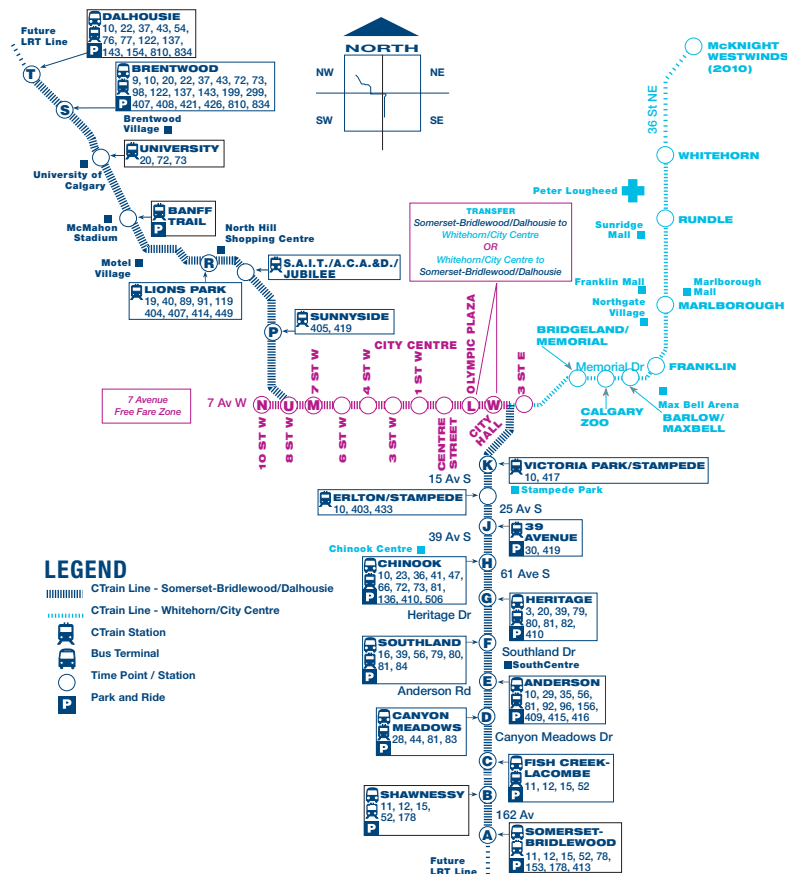 Future
LRT Line
T
DALHOUSIE
10, 22, 37, 43, 54,
76, 77, 122, 137,
P
143, 154, 810, 834
S
BRENTWOOD
9, 10, 20, 22, 37, 43, 72, 73,
98, 122, 137, 143, 199, 299,
P
407, 408, 421, 426, 810, 834
Brentwood
Village
UNIVERSITY
20, 72, 73
University of
Calgary
BANFF
TRAIL
P
McMahon
Stadium
Motel
Village
North Hill
Shopping Centre
R
S.A.I.T./A.C.A.&D./
JUBILEE
LIONS PARK
19, 40, 89, 91, 119
404, 407, 414, 449
P
SUNNYSIDE
405, 419
NORTH
NW
NE
SW
SE
McKNIGHT
WESTWINDS
(2010)
36 St NE
WHITEHORN
Peter Lougheed
RUNDLE
Sunridge
Mall
Franklin Mall
Marlborough
Mall
Northgate
Village
MARLBOROUGH
BRIDGELAND/
MEMORIAL
Memorial Dr
FRANKLIN
CALGARY
ZOO
Max Bell Arena
BARLOW/
MAXBELL
TRANSFER
Somerset-Bridlewood/Dalhousie to
Whitehorn/City Centre
OR
Whitehorn/City Centre to
Somerset-Bridlewood/Dalhousie
CITY CENTRE
7 ST W
4 ST W
1 ST W
OLYMPIC PLAZA
3 ST E
7 Avenue
Free Fare Zone
7 Av W
N
U
M
L
W
10 ST W
8 ST W
6 ST W
3 ST W
CENTRE
STREET
CITY
HALL
K
VICTORIA PARK/STAMPEDE
10, 417
15 Av S
Stampede Park
ERLTON/STAMPEDE
10, 403, 433
25 Av S
J
39
AVENUE
P
30, 419
39 Av S
Chinook Centre
H
CHINOOK
10, 23, 36, 41, 47,
66, 72, 73, 81,
P
136, 410, 506
61 Ave S
G
HERITAGE
3, 20, 39, 79,
80, 81, 82,
P
410
Heritage Dr
F
SOUTHLAND
16, 39, 56, 79, 80,
81, 84
P
Southland Dr
SouthCentre
E
ANDERSON
10, 29, 35, 56,
81, 92, 96, 156,
P
409, 415, 416
Anderson Rd
D
CANYON
MEADOWS
28, 44, 81, 83
P
Canyon Meadows Dr
C
FISH CREEK-
LACOMBE
11, 12, 15, 52
P
B
SHAWNESSY
11, 12, 15,
52, 178
P
162 Av
A
SOMERSET-
BRIDLEWOOD
11, 12, 15, 52, 78,
P
153, 178, 413
Future
LRT Line
LEGEND
CTrain Line - Somerset-Bridlewood/Dalhousie
CTrain Line - Whitehorn/City Centre
CTrain Station
Bus Terminal
Time Point / Station
P
Park and Ride